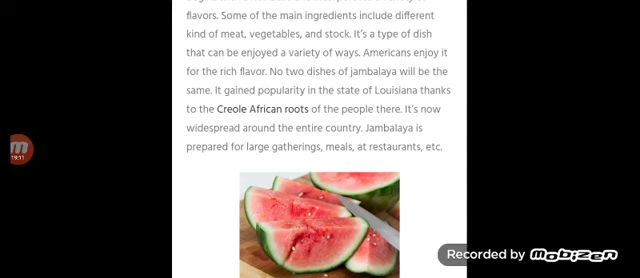 flavors. Some of the main ingredients include different
kind of meat, vegetables, and stock. It's a type of dish
that can be enjoyed a variety of ways. Americans enjoy it
for the rich flavor. No two dishes of jambalaya will be the
same. It gained popularity in the state of Louisiana thanks
to the Creole African roots of the people there. It's now
widespread around the entire country. Jambalaya is
prepared for large gatherings, meals, at restaurants, etc.
m
19:11
Recorded by mobizen